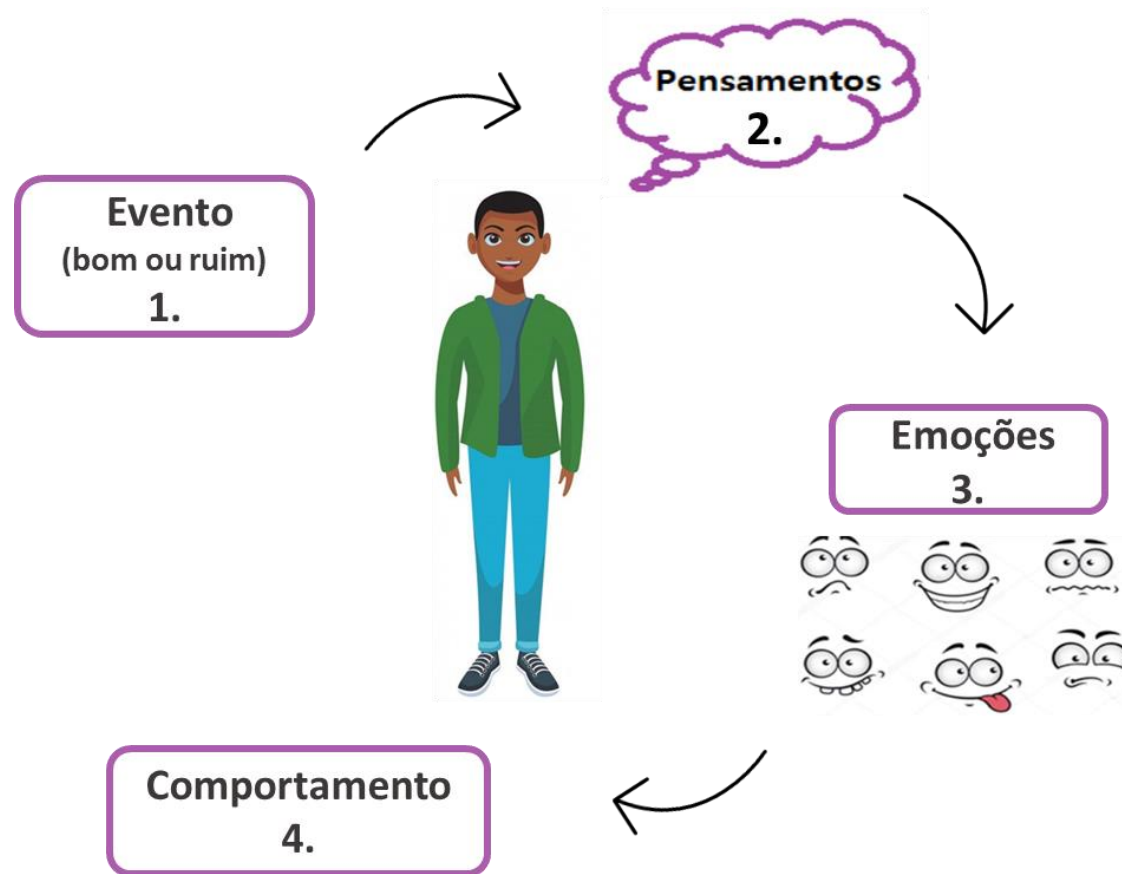 Evento
(bom ou ruim)
1.
Pensamentos
2.
Emoções
3.
Comportamento
4.